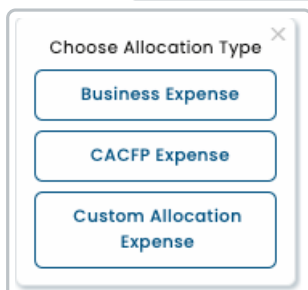 Choose Allocation Type
Business Expense
CACFP Expense
Custom Allocation
Expense